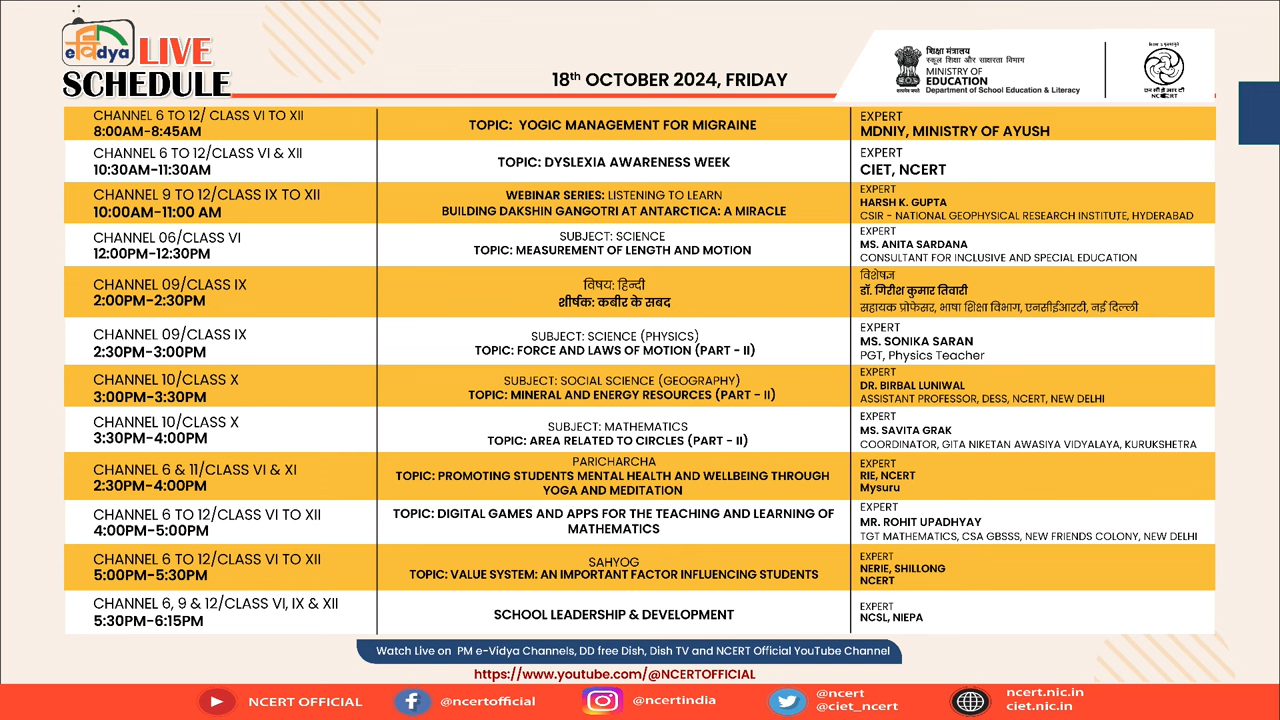 eविद्या LIVE
SCHEDULE
18th OCTOBER 2024, FRIDAY
शिक्षा मंत्रालय
स्कूल शिक्षा और साक्षरता विभाग
MINISTRY OF
EDUCATION
Department of School Education & Literacy
सत्यमेव जयते
एन सी ई आर टी
NCERT
CHANNEL 6 TO 12/ CLASS VI TO XII
8:00AM-8:45AM
TOPIC: YOGIC MANAGEMENT FOR MIGRAINE
EXPERT
MDNIY, MINISTRY OF AYUSH
CHANNEL 6 TO 12/CLASS VI & XII
10:30AM-11:30AM
TOPIC: DYSLEXIA AWARENESS WEEK
EXPERT
CIET, NCERT
CHANNEL 9 TO 12/CLASS IX TO XII
10:00AM-11:00 AM
WEBINAR SERIES: LISTENING TO LEARN
BUILDING DAKSHIN GANGOTRI AT ANTARCTICA: A MIRACLE
EXPERT
HARSH K. GUPTA
CSIR - NATIONAL GEOPHYSICAL RESEARCH INSTITUTE, HYDERABAD
CHANNEL 06/CLASS VI
12:00PM-12:30PM
SUBJECT: SCIENCE
TOPIC: MEASUREMENT OF LENGTH AND MOTION
EXPERT
MS. ANITA SARDANA
CONSULTANT FOR INCLUSIVE AND SPECIAL EDUCATION
CHANNEL 09/CLASS IX
2:00PM-2:30PM
विषय: हिन्दी
शीर्षक: कबीर के सबद
विशेषज्ञ
डॉ. गिरीश कुमार तिवारी
सहायक प्रोफेसर, भाषा शिक्षा विभाग, एनसीईआरटी, नई दिल्ली
CHANNEL 09/CLASS IX
2:30PM-3:00PM
SUBJECT: SCIENCE (PHYSICS)
TOPIC: FORCE AND LAWS OF MOTION (PART - II)
EXPERT
MS. SONIKA SARAN
PGT, Physics Teacher
CHANNEL 10/CLASS X
3:00PM-3:30PM
SUBJECT: SOCIAL SCIENCE (GEOGRAPHY)
TOPIC: MINERAL AND ENERGY RESOURCES (PART - II)
EXPERT
DR. BIRBAL LUNIWAL
ASSISTANT PROFESSOR, DESS, NCERT, NEW DELHI
CHANNEL 10/CLASS X
3:30PM-4:00PM
SUBJECT: MATHEMATICS
TOPIC: AREA RELATED TO CIRCLES (PART - II)
EXPERT
MS. SAVITA GRAK
COORDINATOR, GITA NIKETAN AWASIYA VIDYALAYA, KURUKSHETRA
CHANNEL 6 & 11/CLASS VI & XI
2:30PM-4:00PM
PARICHARCHA
TOPIC: PROMOTING STUDENTS MENTAL HEALTH AND WELLBEING THROUGH
YOGA AND MEDITATION
EXPERT
RIE, NCERT
Mysuru
CHANNEL 6 TO 12/CLASS VI TO XII
4:00PM-5:00PM
TOPIC: DIGITAL GAMES AND APPS FOR THE TEACHING AND LEARNING OF
MATHEMATICS
EXPERT
MR. ROHIT UPADHYAY
TGT MATHEMATICS, CSA GBSSS, NEW FRIENDS COLONY, NEW DELHI
CHANNEL 6 TO 12/CLASS VI TO XII
5:00PM-5:30PM
SAHYOG
TOPIC: VALUE SYSTEM: AN IMPORTANT FACTOR INFLUENCING STUDENTS
EXPERT
NERIE, SHILLONG
NCERT
CHANNEL 6, 9 & 12/CLASS VI, IX & XII
5:30PM-6:15PM
SCHOOL LEADERSHIP & DEVELOPMENT
EXPERT
NCSL, NIEPA
Watch Live on PM e-Vidya Channels, DD free Dish, Dish TV and NCERT Official YouTube Channel
https://www.youtube.com/@NCERTOFFICIAL
NCERT OFFICIAL
@ncertofficial
@ncertindia
@ncert
@ciet_ncert
ncert.nic.in
ciet.nic.in